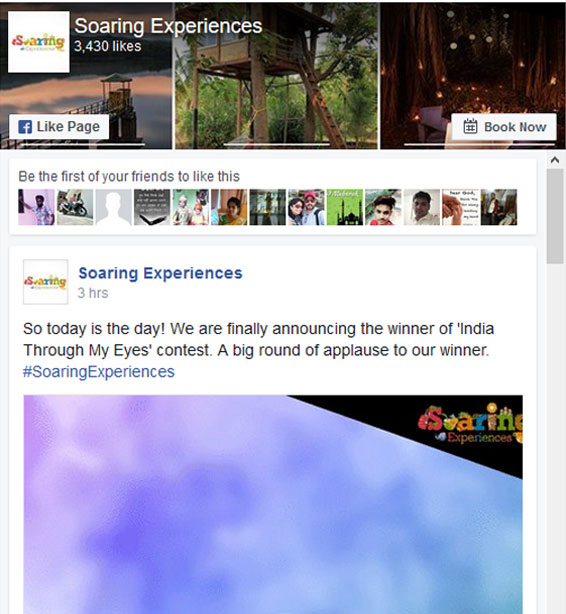 Soaring
Experiences
Soaring Experiences
3,430 likes
Like Page
Book Now
Be the first of your friends to like this
Soaring
Experiences
Soaring Experiences
3 hrs
So today is the day! We are finally announcing the winner of 'India
Through My Eyes' contest. A big round of applause to our winner.
#SoaringExperiences
Soaring
Experiences